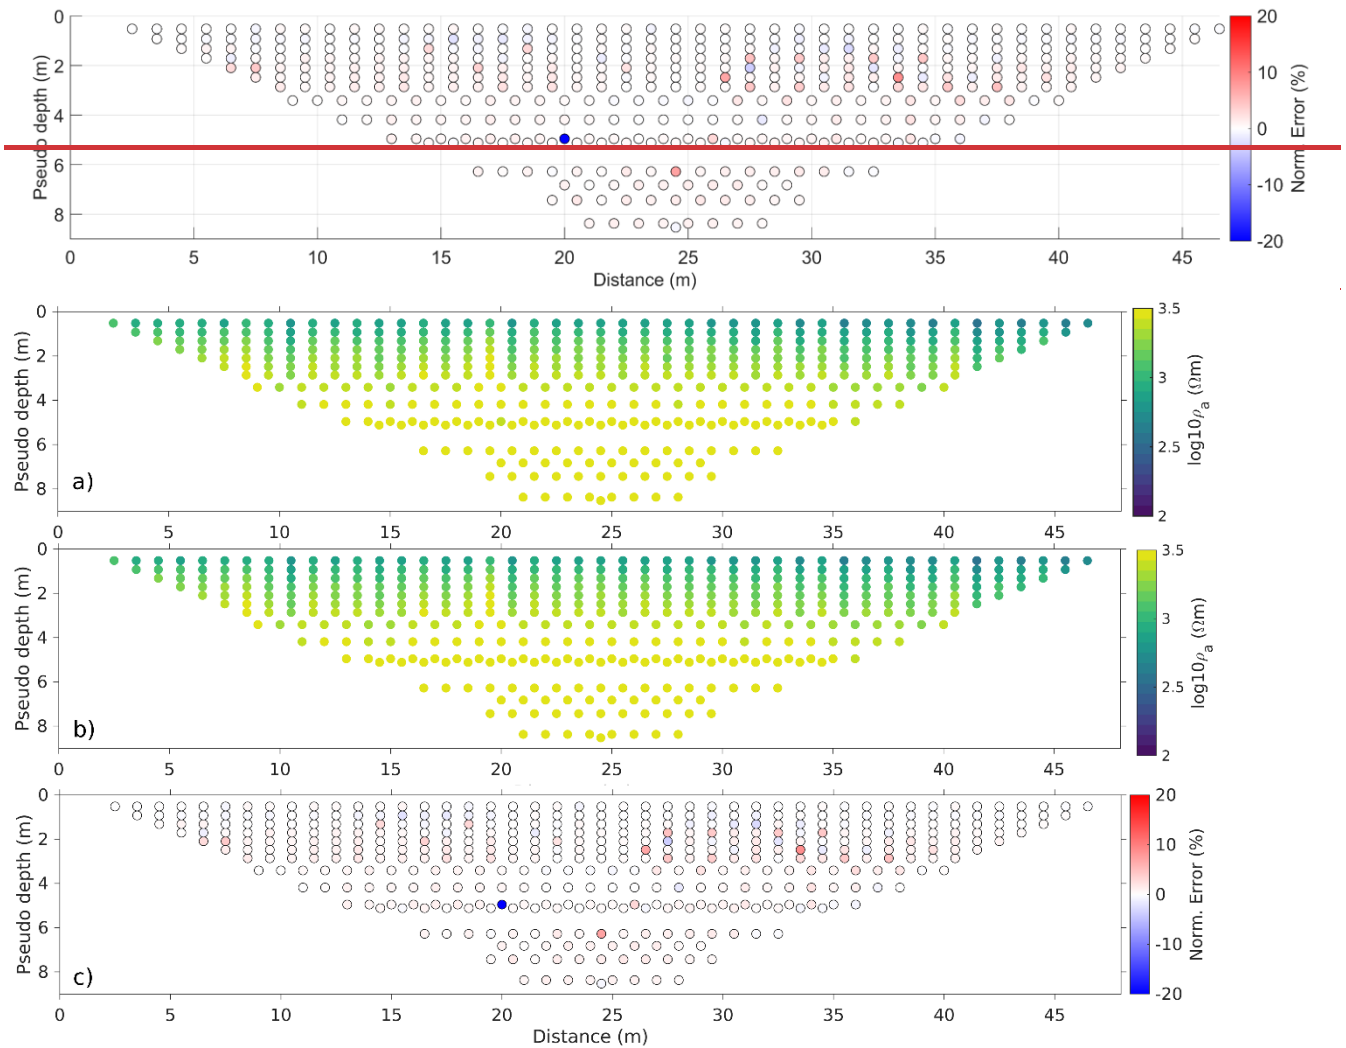 0
2
4
6
8
Pseudo depth (m)
0 5 10 15 20 25 30 35 40 45
Distance (m)
20
10
0
-10
-20
Norm. Error (%)
0
2
4
6
8
Pseudo depth (m)
a)
0 5 10 15 20 25 30 35 40 45
3.5
3
2.5
2
log10ρa (Ωm)
0
2
4
6
8
Pseudo depth (m)
b)
0 5 10 15 20 25 30 35 40 45
3.5
3
2.5
2
log10ρa (Ωm)
0
2
4
6
8
Pseudo depth (m)
c)
0 5 10 15 20 25 30 35 40 45
Distance (m)
20
10
0
-10
-20
Norm. Error (%)